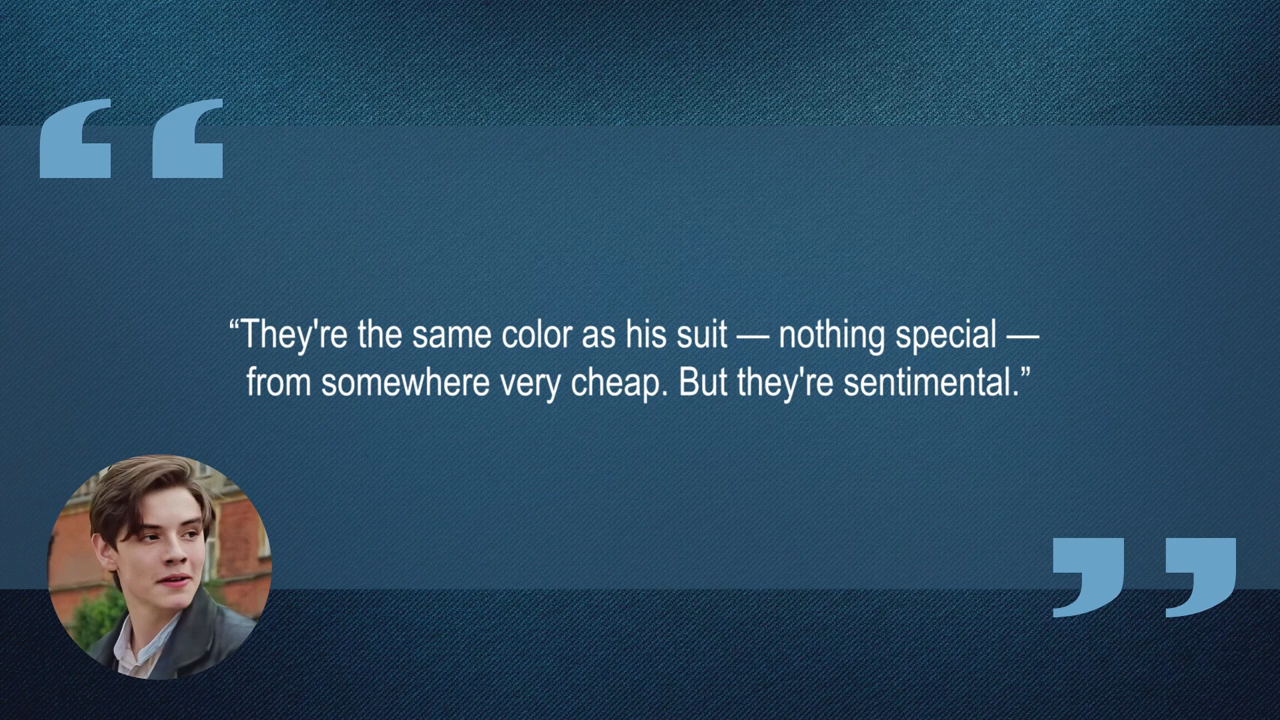 “They're the same color as his suit — nothing special —
from somewhere very cheap. But they're sentimental.”